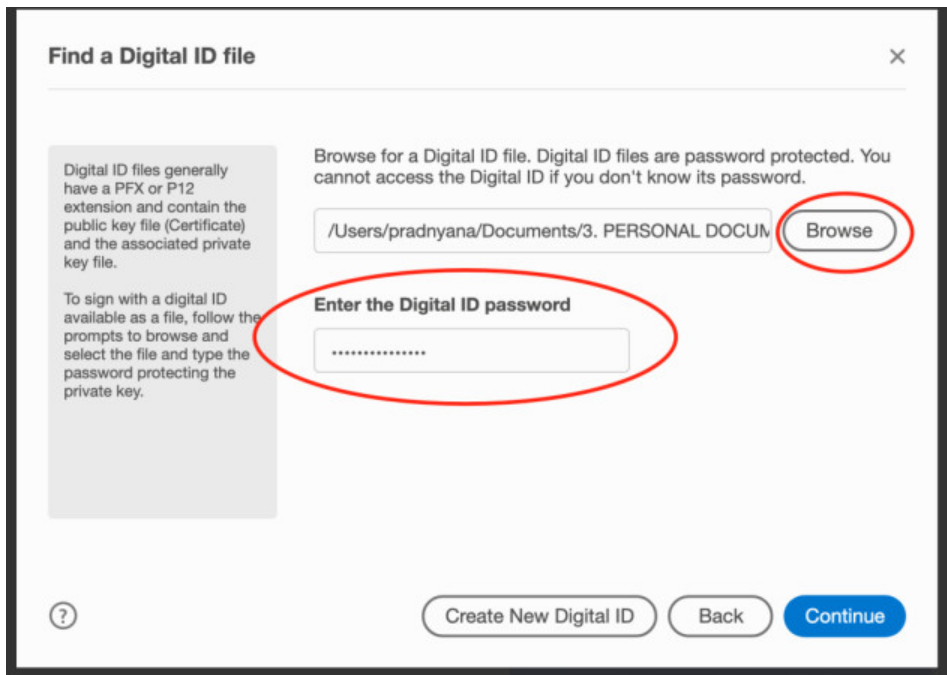 Find a Digital ID file
Digital ID files generally
have a PFX or P12
extension and contain the
public key file (Certificate)
and the associated private
key file.
To sign with a digital ID
available as a file, follow the
prompts to browse and
select the file and type the
password protecting the
private key.
Browse for a Digital ID file. Digital ID files are password protected. You
cannot access the Digital ID if you don't know its password.
/Users/pradnyana/Documents/3. PERSONAL DOCUM
Browse
Enter the Digital ID password
•••••••••••••••
?
Create New Digital ID
Back
Continue